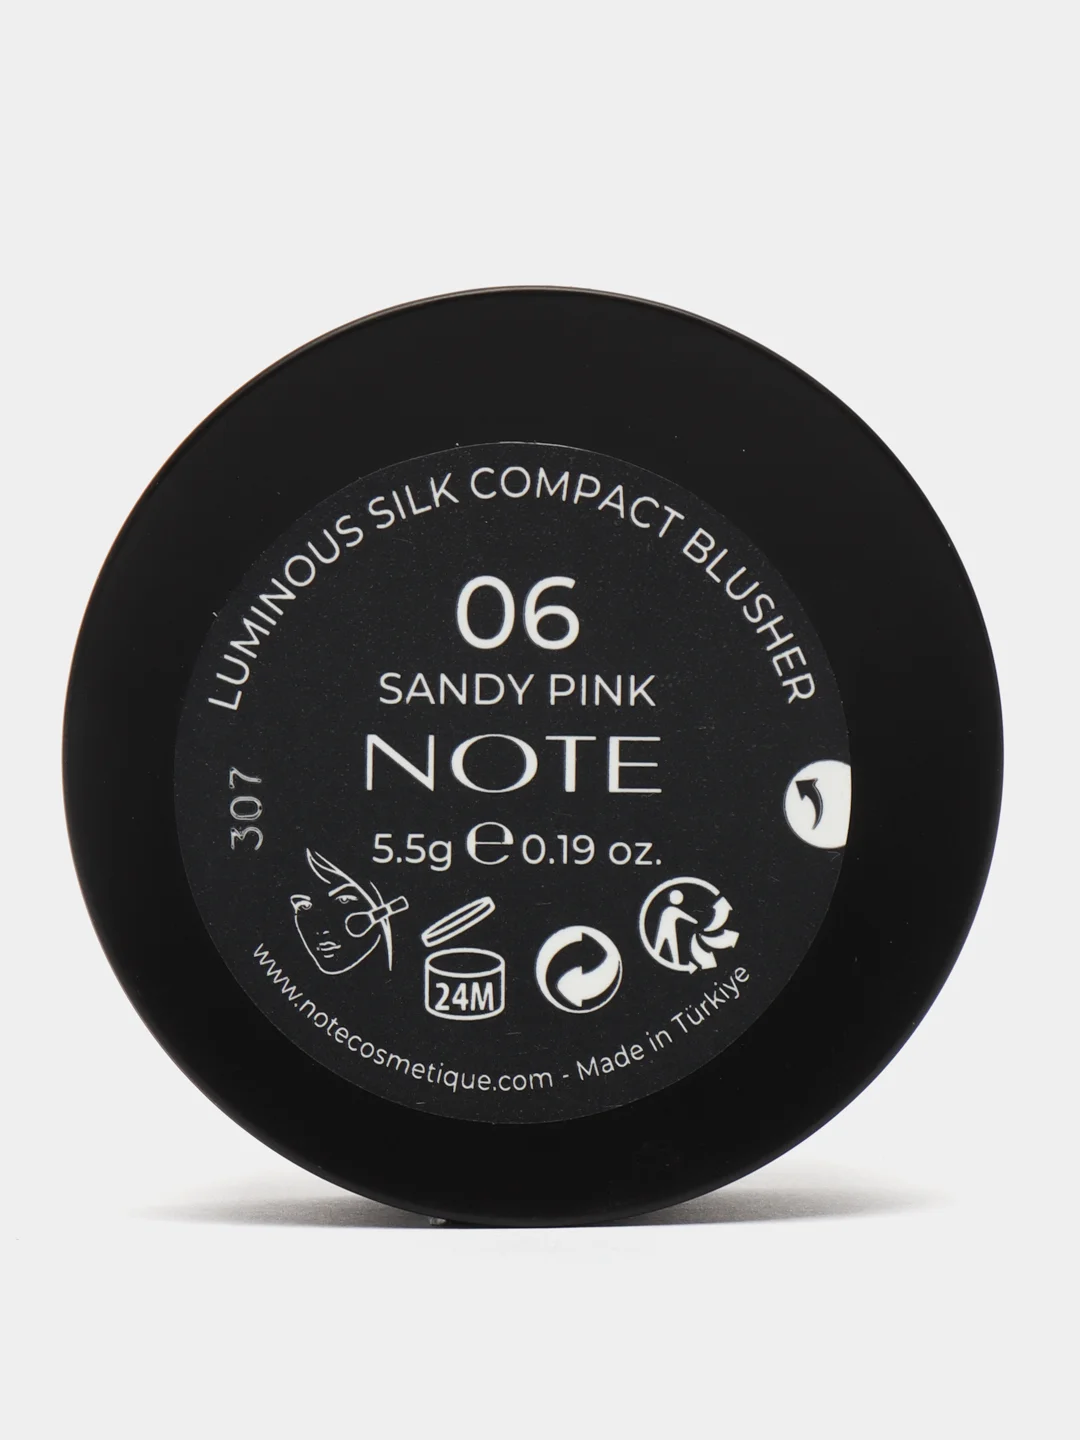 LUMINOUS SILK COMPACT BLUSHER
06
SANDY PINK
NOTE
307
5.5g e 0.19 oz.
24M
www.notecosmetique.com - Made in Türkiye